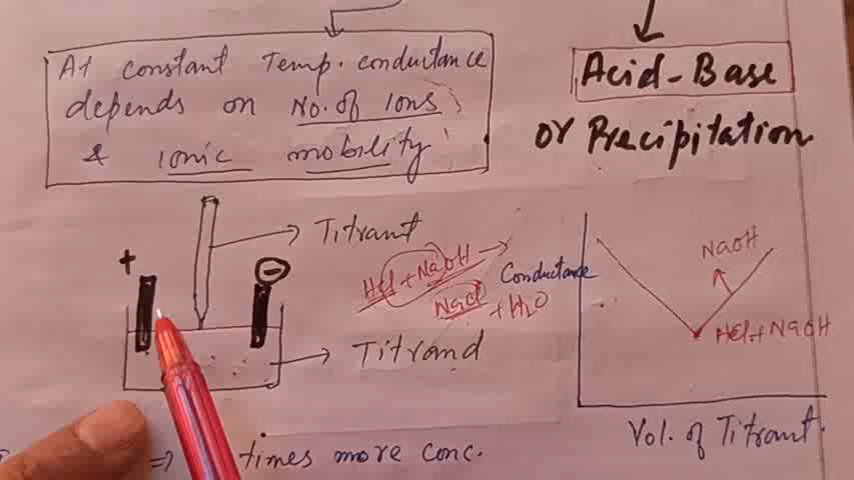 At constant Temp. conductance
depends on No. of Ions
& ionic mobility
Acid-Base
or Precipitation
+
Titrant
−
HCl + NaOH →
NaCl + H2O
Titrand
Conductance
NaOH
HCl + NaOH
Vol. of Titrant.
⇒ times more conc.